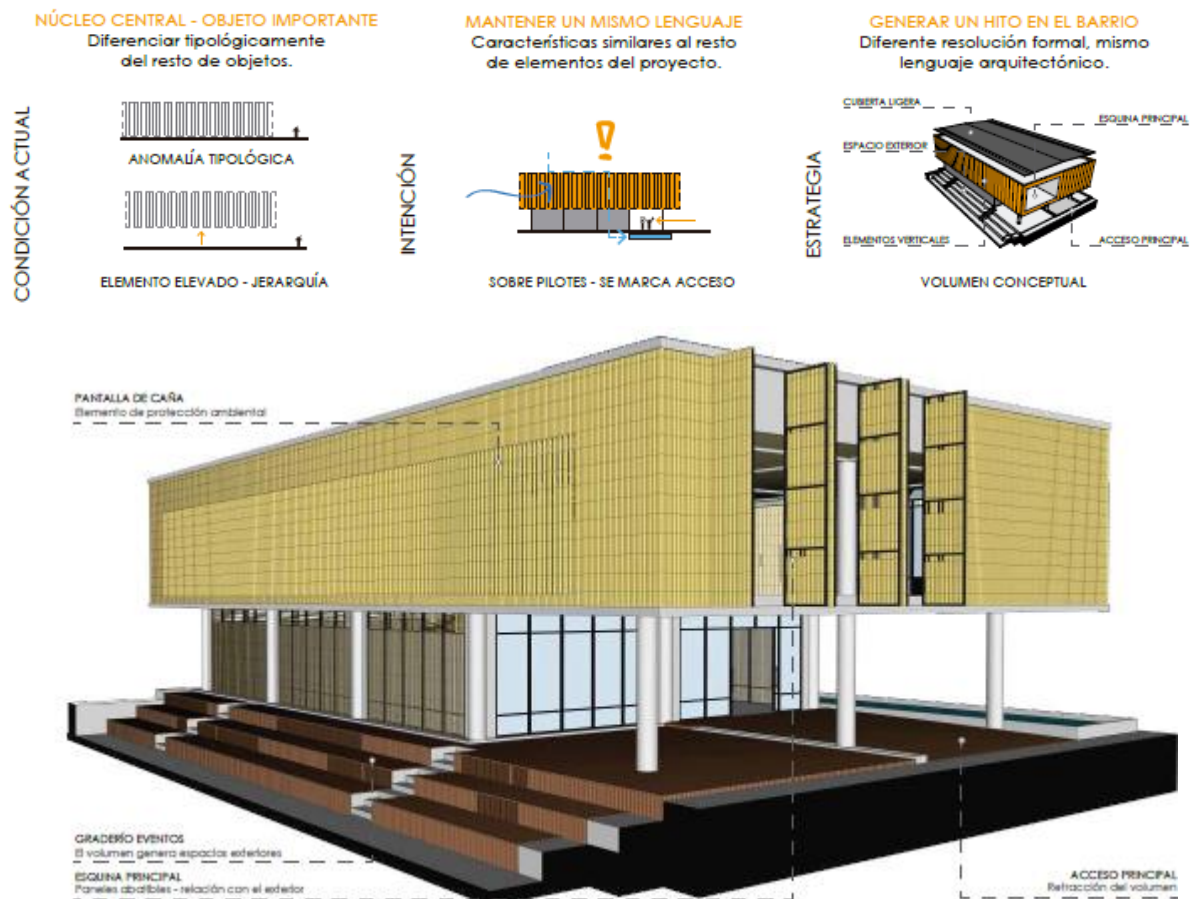 NÚCLEO CENTRAL - OBJETO IMPORTANTE
Diferenciar tipológicamente
del resto de objetos.
MANTENER UN MISMO LENGUAJE
Características similares al resto
de elementos del proyecto.
GENERAR UN HITO EN EL BARRIO
Diferente resolución formal, mismo
lenguaje arquitectónico.
CONDICIÓN ACTUAL
ANOMALÍA TIPOLÓGICA
ELEMENTO ELEVADO - JERARQUÍA
INTENCIÓN
!
SOBRE PILOTES - SE MARCA ACCESO
ESTRATEGIA
CUBIERTA LIGERA
ESQUINA PRINCIPAL
ESPACIO EXTERIOR
ELEMENTOS VERTICALES
ACCESO PRINCIPAL
VOLUMEN CONCEPTUAL
PANTALLA DE CAÑA
Elemento de protección ambiental
GRADERÍO EVENTOS
El volumen genera espacios exteriores
ESQUINA PRINCIPAL
Paneles abatibles - relación con el exterior
ACCESO PRINCIPAL
Retracción del volumen